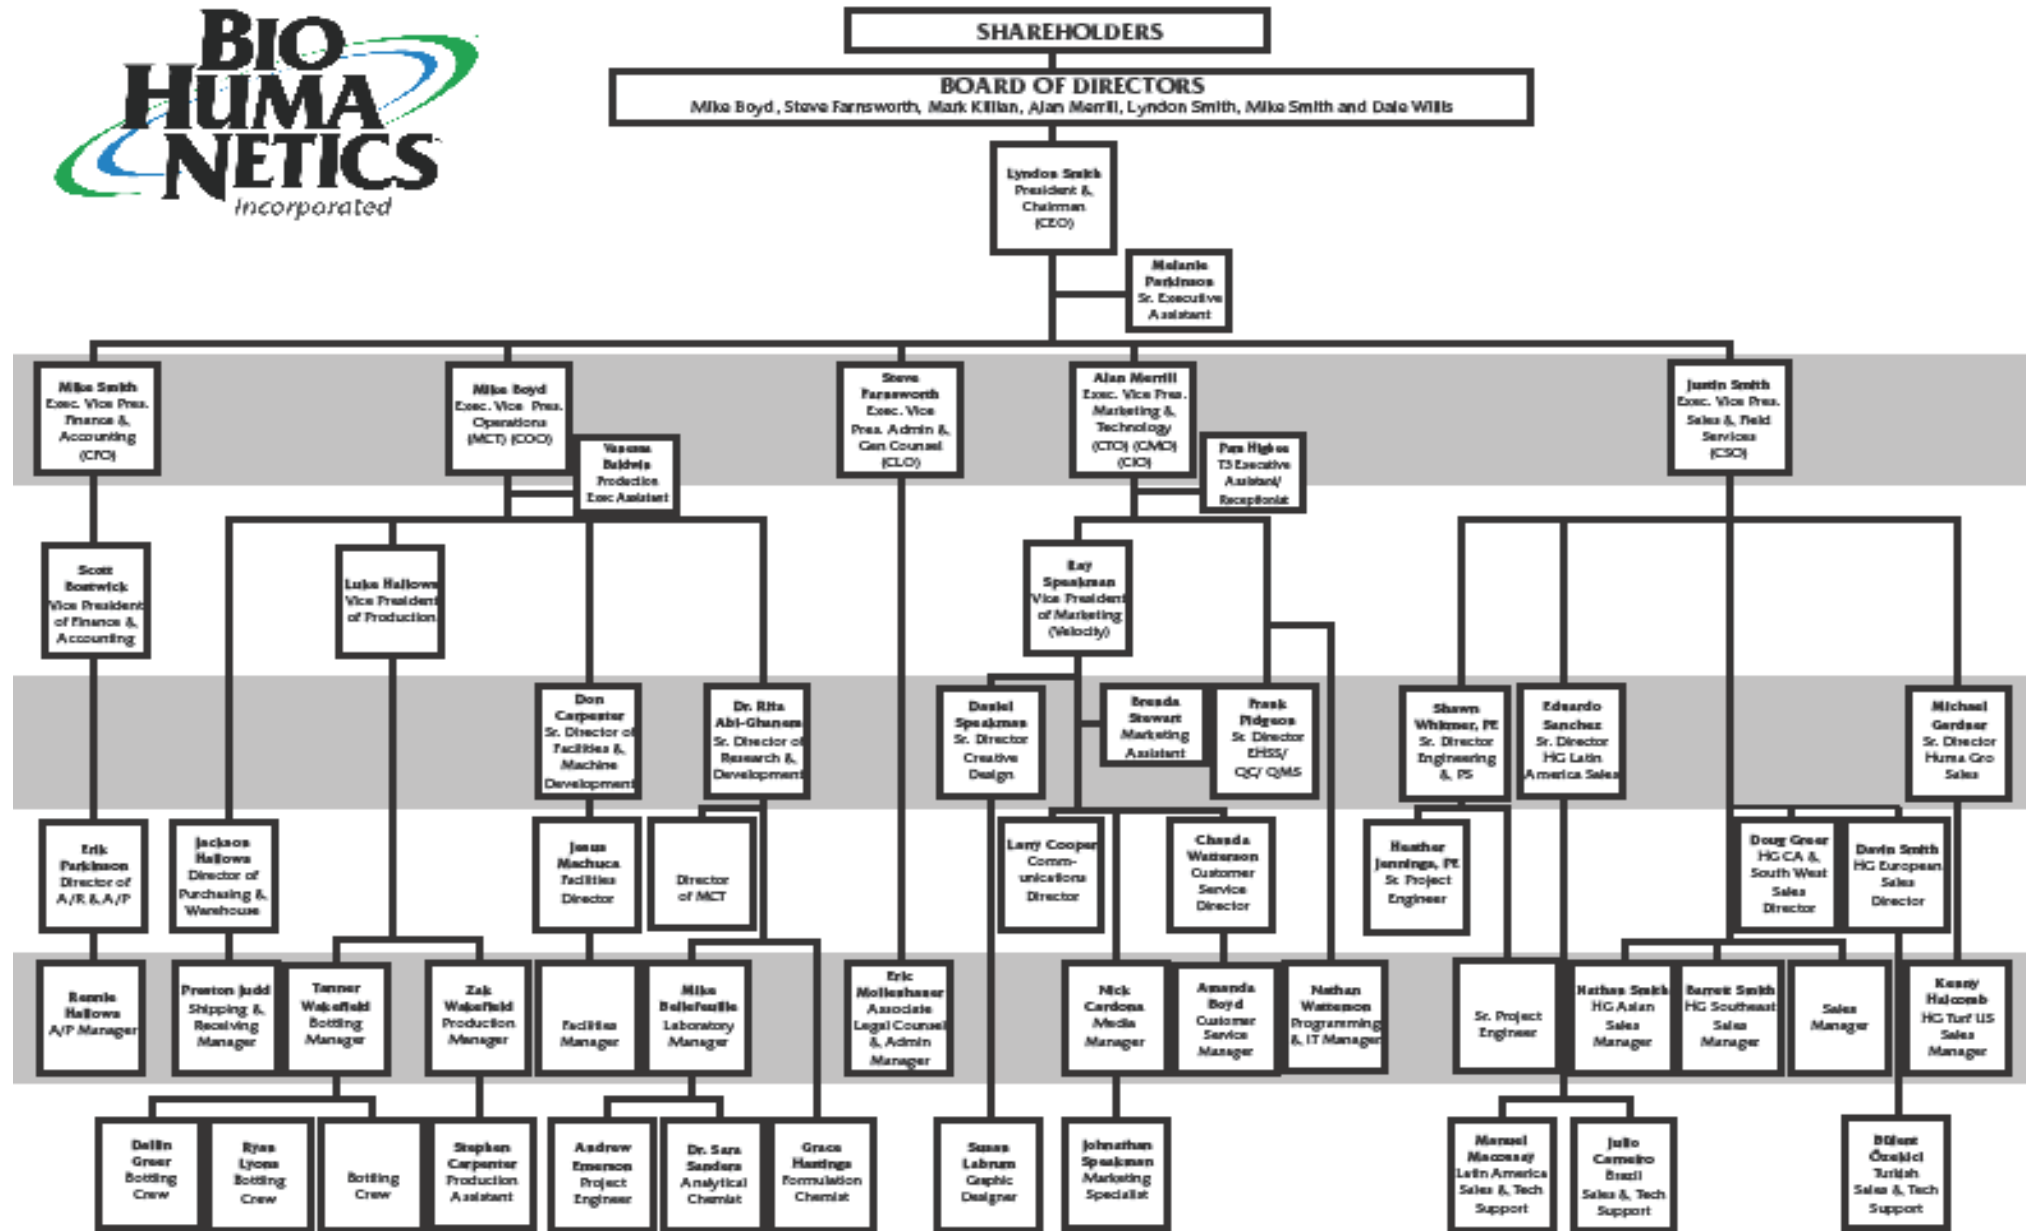 BIO
HUMA
NETICS
Incorporated
SHAREHOLDERS
BOARD OF DIRECTORS
Mike Boyd, Steve Farnsworth, Mark Killian, Alan Merrill, Lyndon Smith, Mike Smith and Dale Willis
Lyndon Smith
President &
Chairman
(CEO)
Melanie
Parkinson
Sr. Executive
Assistant
Mike Smith
Exec. Vice Pres.
Finance &
Accounting
(CFO)
Mike Boyd
Exec. Vice Pres.
Operations
(MCT) (COO)
Vanessa
Baldwin
Production
Exec Assistant
Steve
Farnsworth
Exec. Vice
Pres. Admin &
Gen Counsel
(CLO)
Alan Merrill
Exec. Vice Pres.
Marketing &
Technology
(CTO) (CMO)
(CIO)
Pam
T3 Executive
Assistant/
Receptionist
Justin Smith
Exec. Vice Pres.
Sales & Field
Services
(CSO)
Scott
Bostwick
Vice President
of Finance &
Accounting
Luke Hallows
Vice President
of Production
Ray
Speakman
Vice President
of Marketing
(Velocity)
Don
Carpenter
Sr. Director of
Facilities &
Machine
Development
Dr. Rita
Abi-Ghanem
Sr. Director of
Research &
Development
Daniel
Speakman
Sr. Director
Creative
Design
Brenda
Stewart
Marketing
Assistant
Frank
Pidgeon
Sr. Director
EHSS/
QC/ QMS
Shawn
Whitmer, PE
Sr. Director
Engineering
& PS
Eduardo
Sanchez
Sr. Director
HG Latin
America Sales
Michael
Gardner
Sr. Director
Huma Gro
Sales
Erik
Parkinson
Director of
A/R & A/P
Jackson
Hallows
Director of
Purchasing &
Warehouse
Jesus
Machuca
Facilities
Director
Director
of MCT
Larry Cooper
Comm-
unications
Director
Chanda
Watterson
Customer
Service
Director
Heather
Jennings, PE
Sr. Project
Engineer
Doug Greer
HG CA &
South West
Sales
Director
Davin Smith
HG European
Sales
Director
Rennie
Hallows
A/P Manager
Preston Judd
Shipping &
Receiving
Manager
Tanner
Wakefield
Bottling
Manager
Zak
Wakefield
Production
Manager
Facilities
Manager
Mike
Bellefeuille
Laboratory
Manager
Eric
Associate
Legal Counsel
& Admin
Manager
Nick
Cardona
Media
Manager
Amanda
Boyd
Customer
Service
Manager
Nathan
Watterson
Programming
& IT Manager
Sr. Project
Engineer
Nathan Smith
HG Asian
Sales
Manager
Barrett Smith
HG Southeast
Sales
Manager
Sales
Manager
Kenny
Halcomb
HG Turf US
Sales
Manager
Dallin
Greer
Bottling
Crew
Ryan
Lyons
Bottling
Crew
Bottling
Crew
Stephen
Carpenter
Production
Assistant
Andrew
Emerson
Project
Engineer
Dr. Sara
Sanders
Analytical
Chemist
Grace
Hastings
Formulation
Chemist
Susan
Labrum
Graphic
Designer
Johnathan
Speakman
Marketing
Specialist
Manuel
Latin America
Sales & Tech
Support
Julio
Carneiro
Brazil
Sales & Tech
Support
Bülent
Özekici
Turkish
Sales & Tech
Support